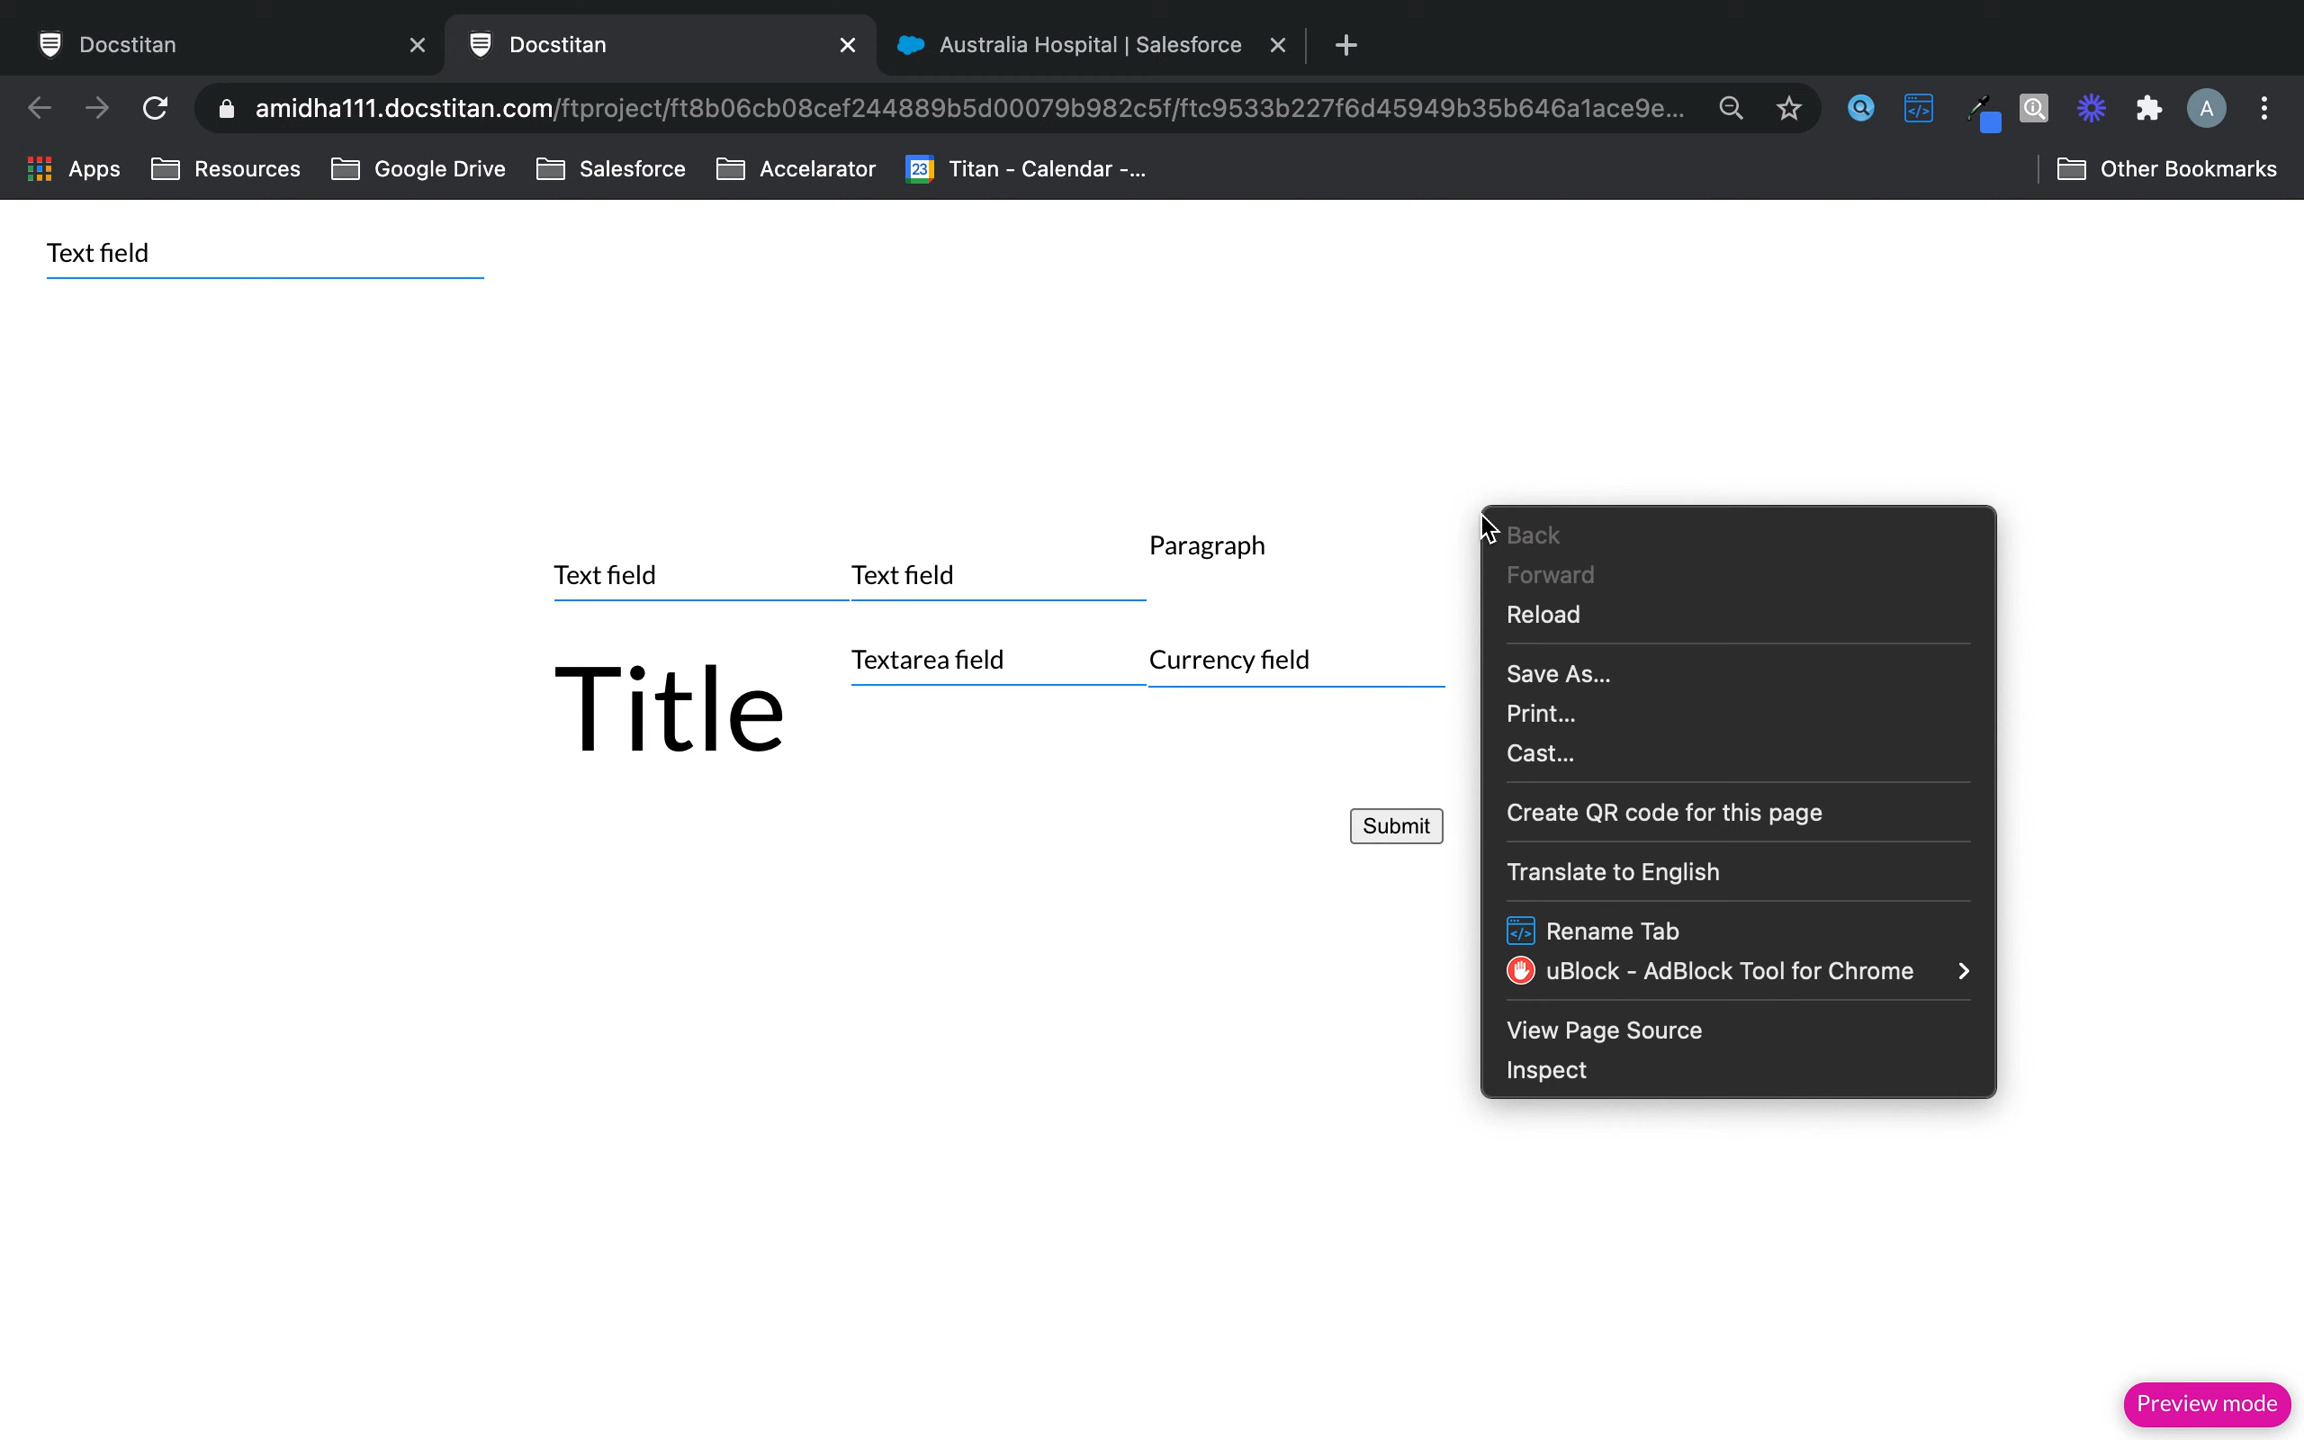 Docstitan
Docstitan
Australia Hospital | Salesforce
amidha111.docstitan.com/ftproject/ft8b06cb08cef244889b5d00079b982c5f/ftc9533b227f6d45949b35b646a1ace9e...
A
Apps
Resources
Google Drive
Salesforce
Accelarator
23
Titan - Calendar -...
Other Bookmarks
Text field
Paragraph
Text field
Text field
Title
Textarea field
Currency field
Submit
Back
Forward
Reload
Save As...
Print...
Cast...
Create QR code for this page
Translate to English
Rename Tab
uBlock - AdBlock Tool for Chrome
View Page Source
Inspect
Preview mode